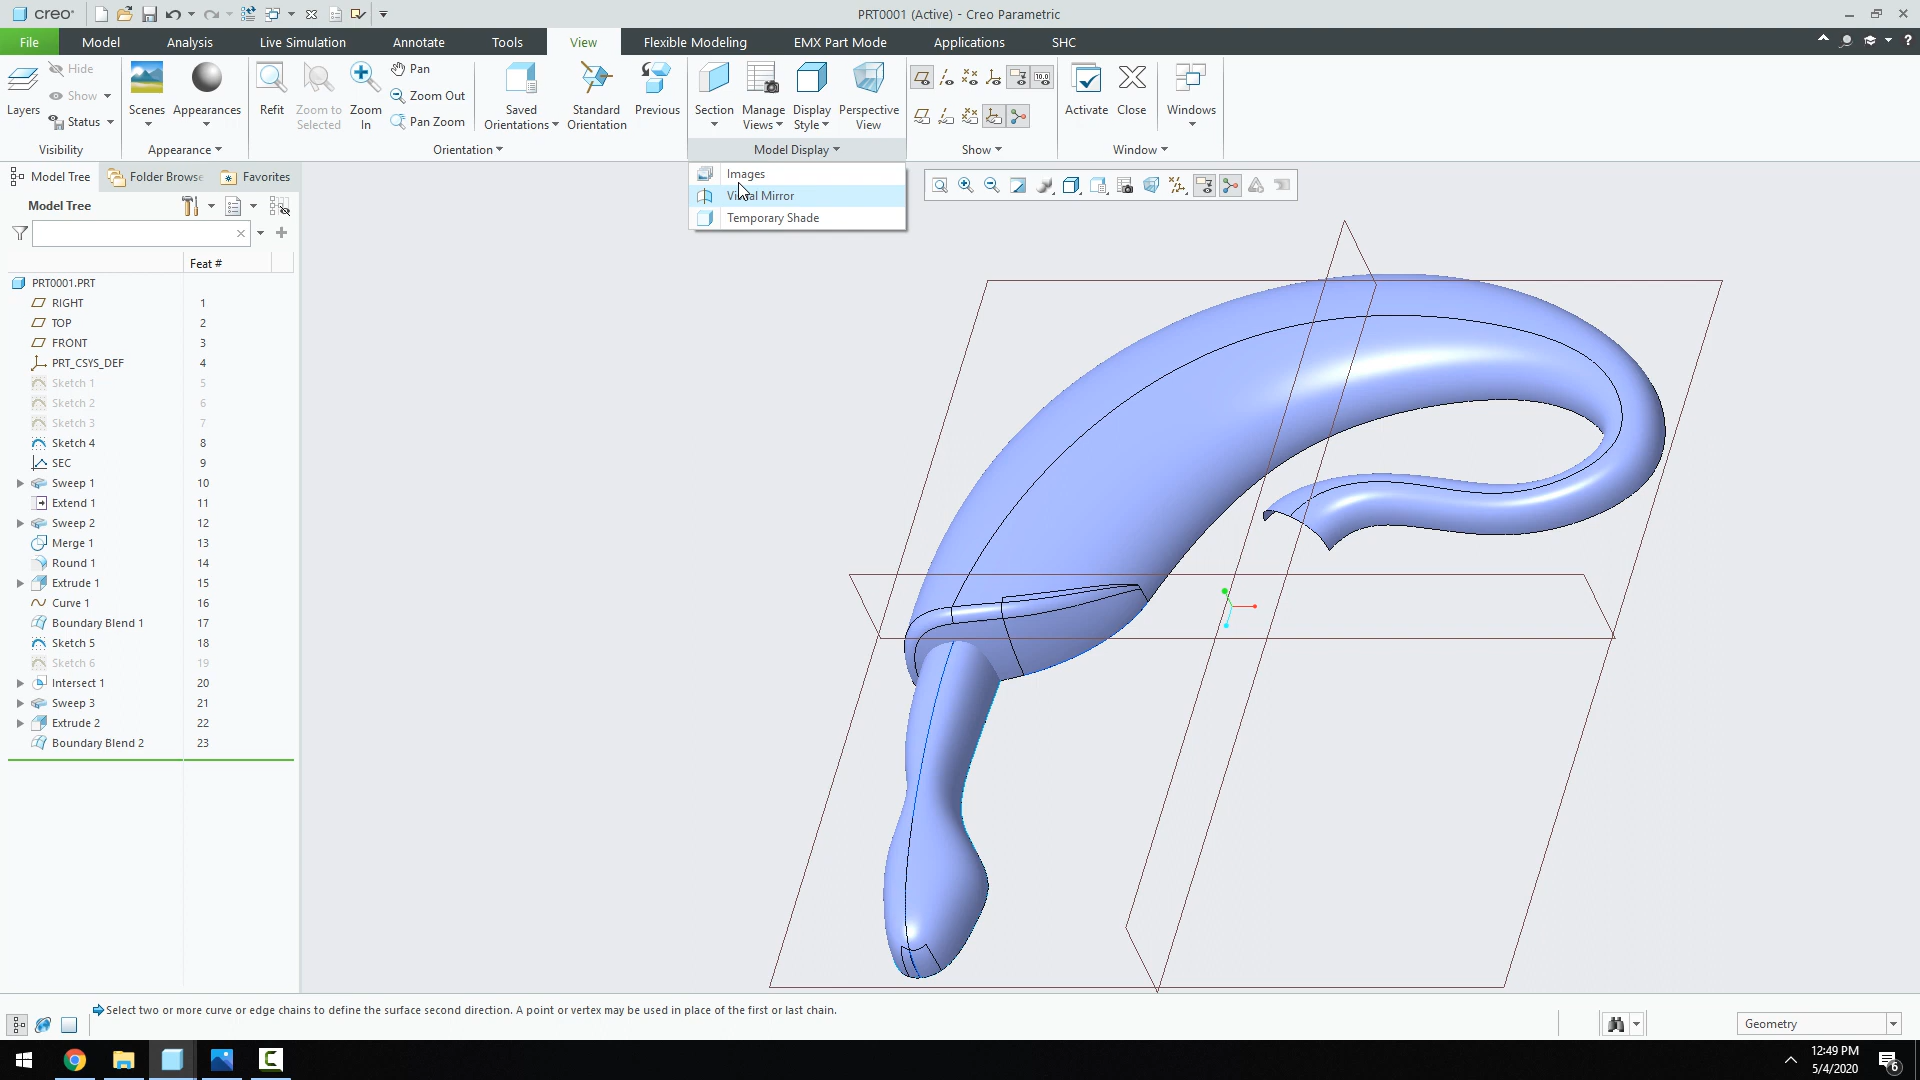 creo
PRT0001 (Active) - Creo Parametric
File
Model
Analysis
Live Simulation
Annotate
Tools
View
Flexible Modeling
EMX Part Mode
Applications
SHC
Layers
Hide
Show
Status
Visibility
Scenes
Appearances
Appearance
Refit
Zoom to Selected
Zoom In
Pan
Zoom Out
Pan Zoom
Saved Orientations
Standard Orientation
Previous
Orientation
Section
Manage Views
Display Style
Perspective View
Model Display
Show
Activate
Close
Windows
Window
Images
Visual Mirror
Temporary Shade
Model Tree
Folder Browse
Favorites
Model Tree
Feat #
PRT0001.PRT
RIGHT 1
TOP 2
FRONT 3
PRT_CSYS_DEF 4
Sketch 1 5
Sketch 2 6
Sketch 3 7
Sketch 4 8
SEC 9
Sweep 1 10
Extend 1 11
Sweep 2 12
Merge 1 13
Round 1 14
Extrude 1 15
Curve 1 16
Boundary Blend 1 17
Sketch 5 18
Sketch 6 19
Intersect 1 20
Sweep 3 21
Extrude 2 22
Boundary Blend 2 23
Select two or more curve or edge chains to define the surface second direction. A point or vertex may be used in place of the first or last chain.
Geometry
12:49 PM
5/4/2020
6